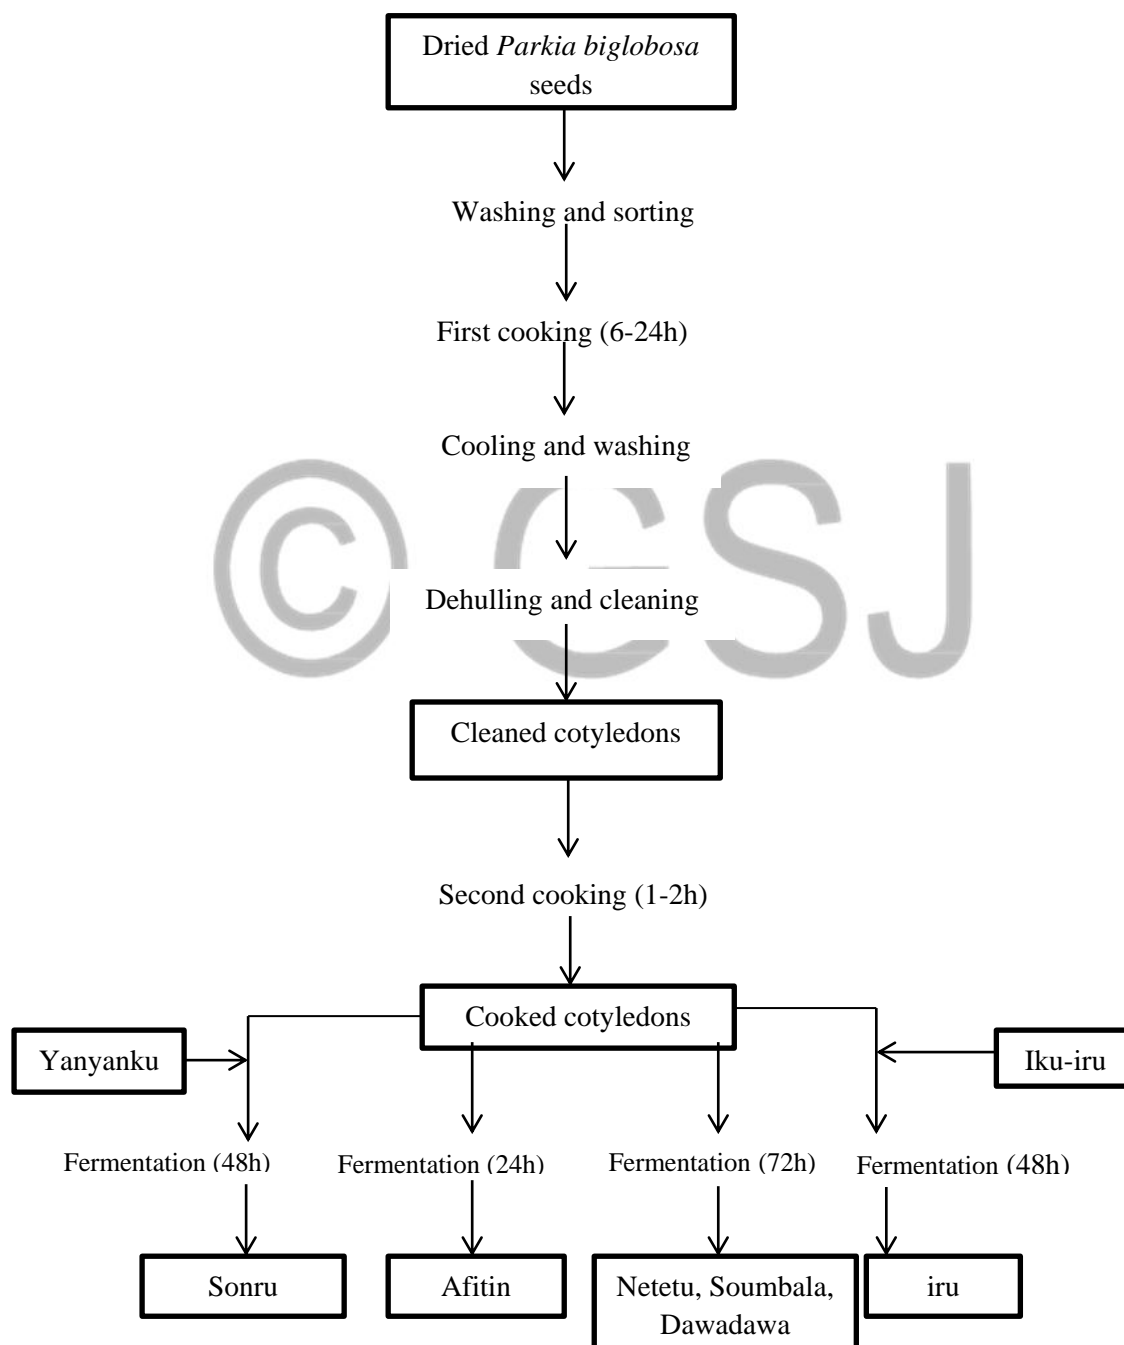 Dried Parkia biglobosa
seeds
Washing and sorting
First cooking (6-24h)
Cooling and washing
© GSJ
Dehulling and cleaning
Cleaned cotyledons
Second cooking (1-2h)
Cooked cotyledons
Yanyanku
Iku-iru
Fermentation (48h)
Fermentation (24h)
Fermentation (72h)
Fermentation (48h)
Sonru
Afitin
Netetu, Soumbala,
Dawadawa
iru